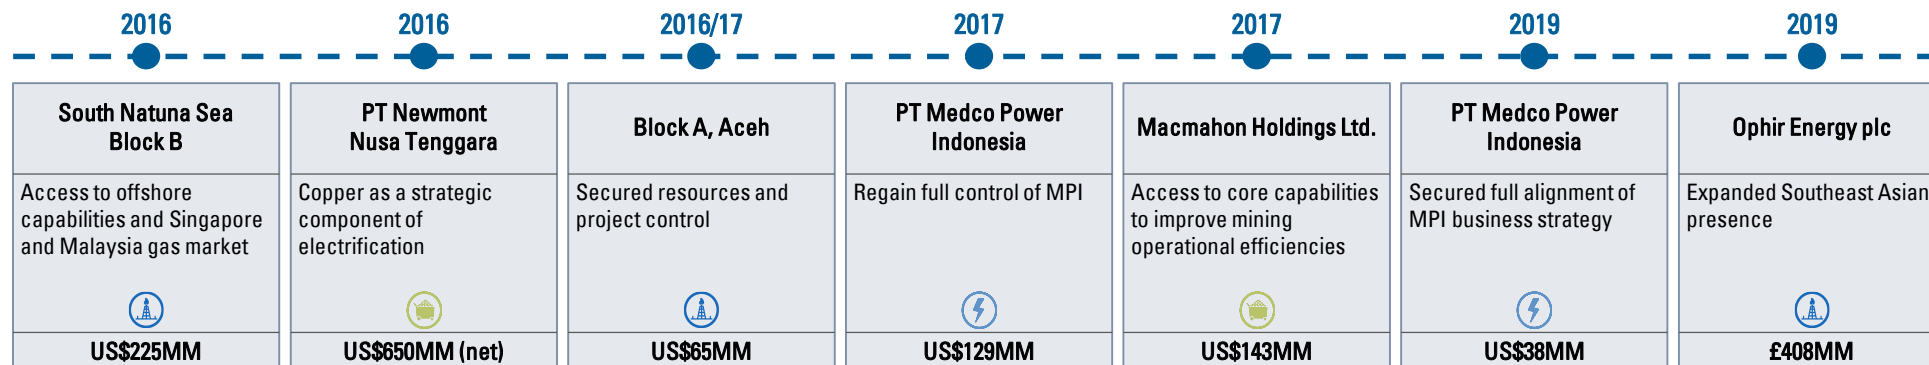 2016
2016
2016/17
2017
2017
2019
2019
South Natuna Sea
Block B
PT Newmont
Nusa Tenggara
Block A, Aceh
PT Medco Power
Indonesia
Macmahon Holdings Ltd.
PT Medco Power
Indonesia
Ophir Energy plc
Access to offshore
capabilities and Singapore
and Malaysia gas market
Copper as a strategic
component of
electrification
Secured resources and
project control
Regain full control of MPI
Access to core capabilities
to improve mining
operational efficiencies
Secured full alignment of
MPI business strategy
Expanded Southeast Asian
presence
US$225MM
US$650MM (net)
US$65MM
US$129MM
US$143MM
US$38MM
£408MM